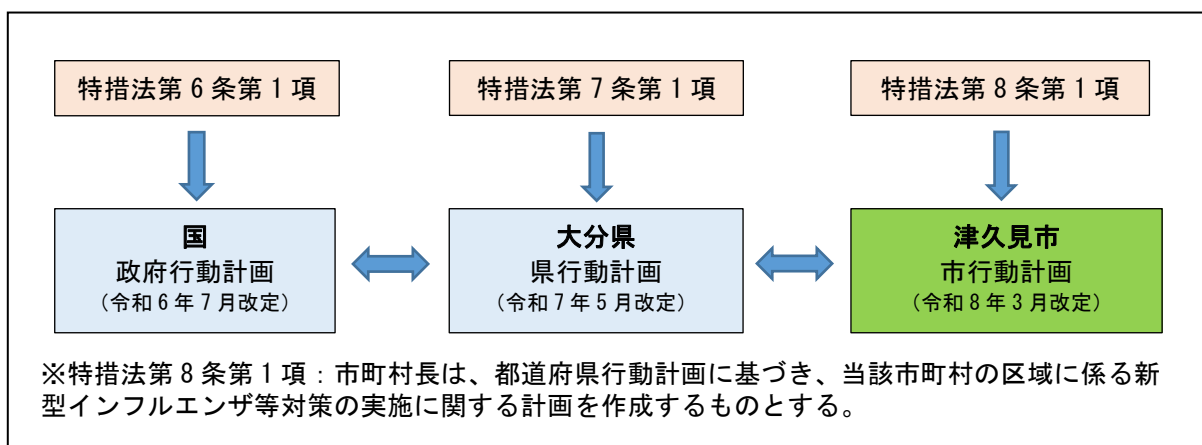 特措法第6条第1項
特措法第7条第1項
特措法第8条第1項
国
政府行動計画
（令和6年7月改定）
大分県
県行動計画
（令和7年5月改定）
津久見市
市行動計画
（令和8年3月改定）
※特措法第8条第1項：市町村長は、都道府県行動計画に基づき、当該市町村の区域に係る新
型インフルエンザ等対策の実施に関する計画を作成するものとする。